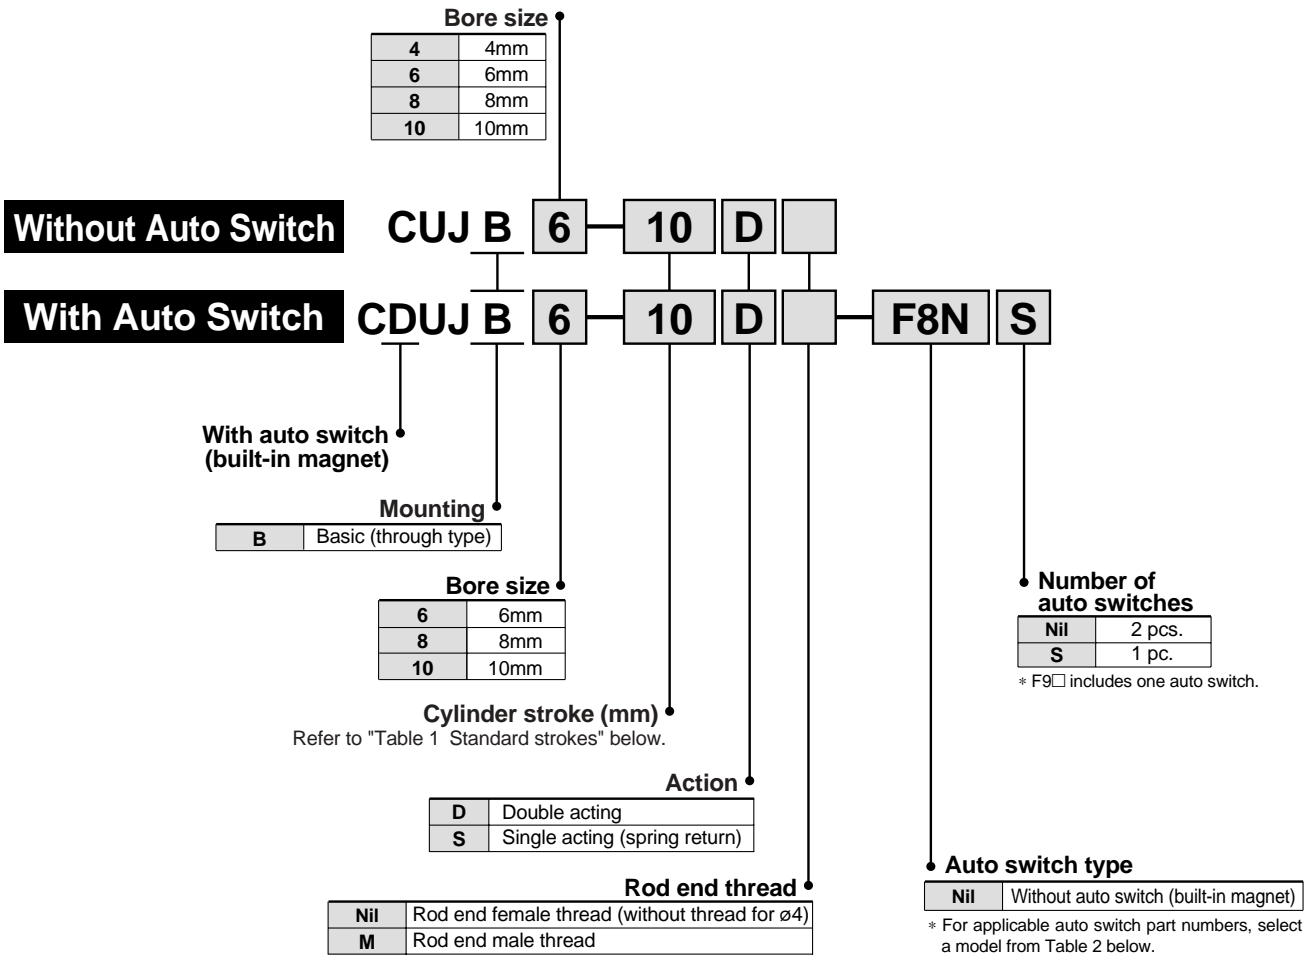 Bore size
4 4mm
6 6mm
8 8mm
10 10mm
Without Auto Switch CUJ B 6 — 10 D
With Auto Switch CDUJ B 6 — 10 D — F8N S
With auto switch
(built-in magnet)
Mounting
B Basic (through type)
Bore size
6 6mm
8 8mm
10 10mm
Number of
auto switches
Nil 2 pcs.
S 1 pc.
* F9□ includes one auto switch.
Cylinder stroke (mm)
Refer to "Table 1 Standard strokes" below.
Action
D Double acting
S Single acting (spring return)
Auto switch type
Nil Without auto switch (built-in magnet)
* For applicable auto switch part numbers, select
a model from Table 2 below.
Rod end thread
Nil Rod end female thread (without thread for ø4)
M Rod end male thread